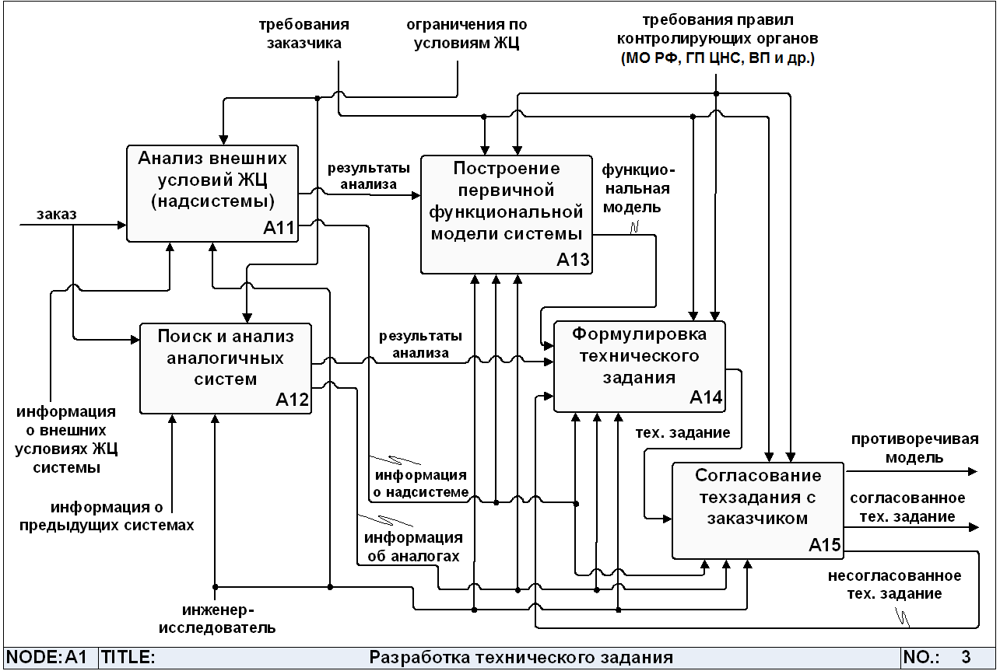 требования
заказчика
ограничения по
условиям ЖЦ
требования правил
контролирующих органов
(МО РФ, ГП ЦНС, ВП и др.)
Анализ внешних
условий ЖЦ
(надсистемы)
A11
результаты
анализа
Построение
первичной
функциональной
модели системы
A13
функцио-
нальная
модель
заказ
Поиск и анализ
аналогичных
систем
A12
результаты
анализа
Формулировка
технического
задания
A14
информация
о внешних
условиях ЖЦ
системы
тех. задание
информация
о надсистеме
Согласование
техзадания с
заказчиком
A15
противоречивая
модель
согласованное
тех. задание
информация о
предыдущих системах
информация
об аналогах
несогласованное
тех. задание
инженер-
исследователь
NODE: A1 TITLE: Разработка технического задания NO.: 3